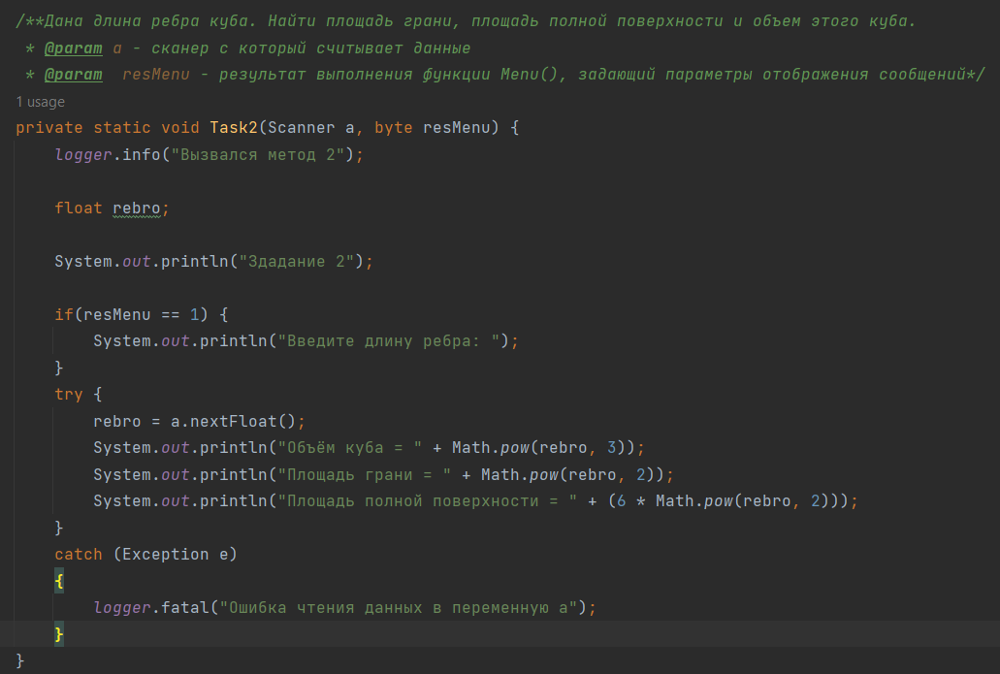 /**Дана длина ребра куба. Найти площадь грани, площадь полной поверхности и объем этого куба.
* @param a - сканер с который считывает данные
* @param resMenu - результат выполнения функции Menu(), задающий параметры отображения сообщений*/
1 usage
private static void Task2(Scanner a, byte resMenu) {
logger.info("Вызвался метод 2");
float rebro;
System.out.println("Здадание 2");
if(resMenu == 1) {
System.out.println("Введите длину ребра: ");
}
try {
rebro = a.nextFloat();
System.out.println("Объём куба = " + Math.pow(rebro, 3));
System.out.println("Площадь грани = " + Math.pow(rebro, 2));
System.out.println("Площадь полной поверхности = " + (6 * Math.pow(rebro, 2)));
}
catch (Exception e)
{
logger.fatal("Ошибка чтения данных в переменную а");
}
}